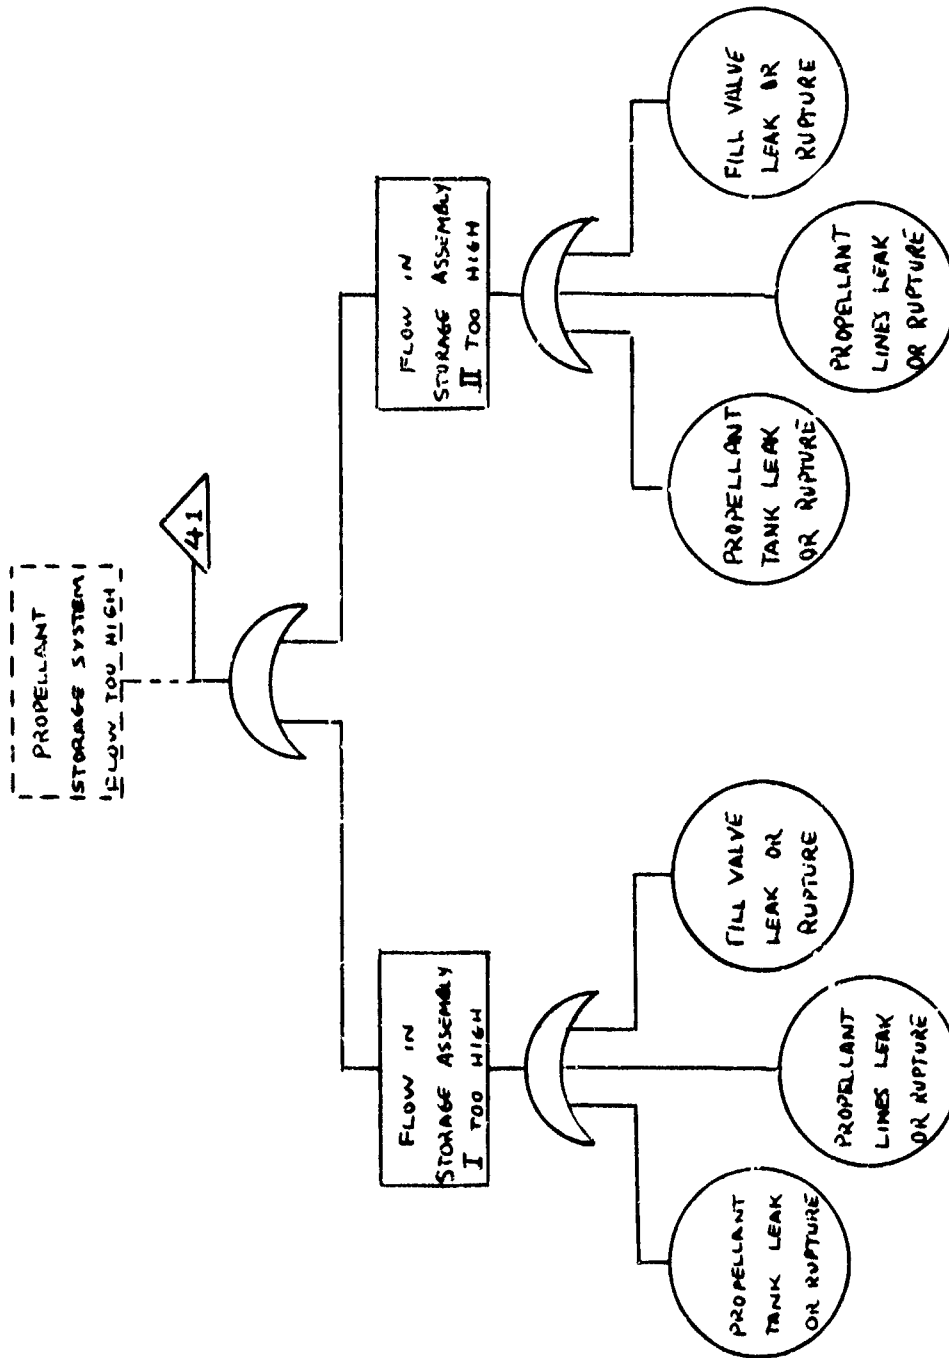 PROPELLANT
STORAGE SYSTEM
FLOW TOO HIGH
41
FLOW IN
STORAGE ASSEMBLY
I TOO HIGH
FLOW IN
STORAGE ASSEMBLY
II TOO HIGH
PROPELLANT
TANK LEAK
OR RUPTURE
PROPELLANT
LINES LEAK
OR RUPTURE
FILL VALVE
LEAK OR
RUPTURE
PROPELLANT
TANK LEAK
OR RUPTURE
PROPELLANT
LINES LEAK
OR RUPTURE
FILL VALVE
LEAK OR
RUPTURE